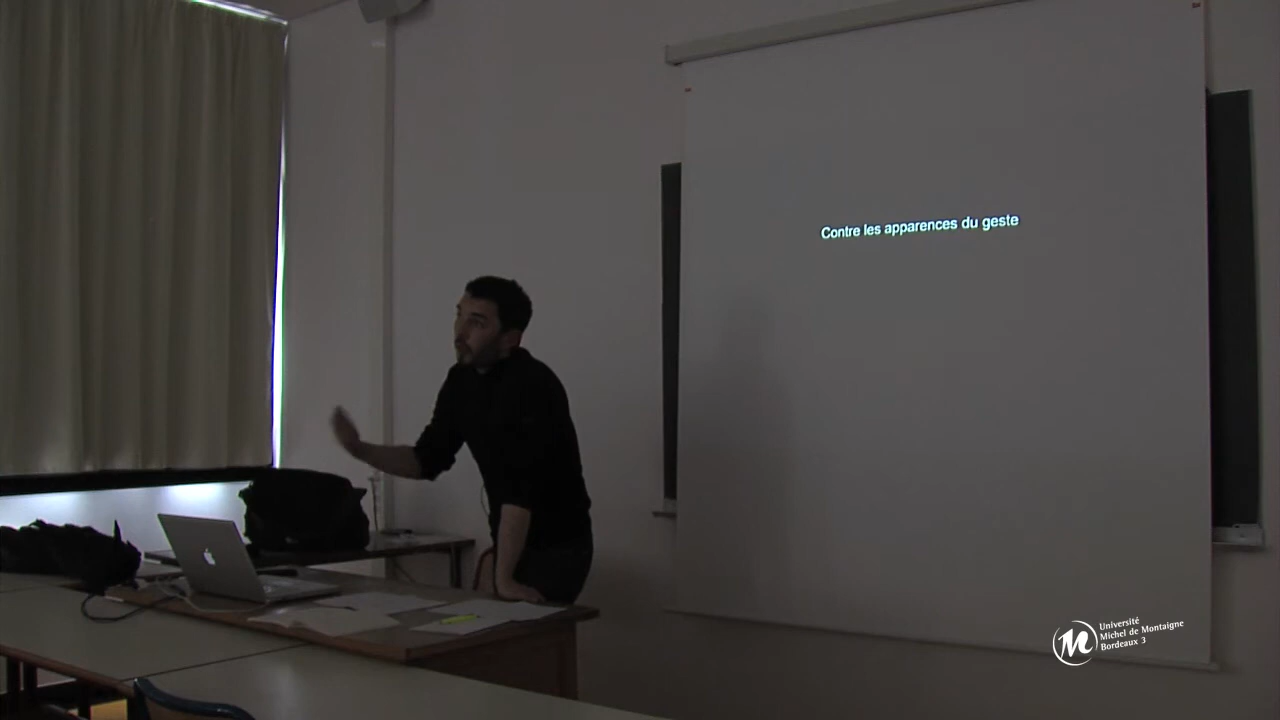 Contre les apparences du geste
Université
Michel de Montaigne
Bordeaux 3